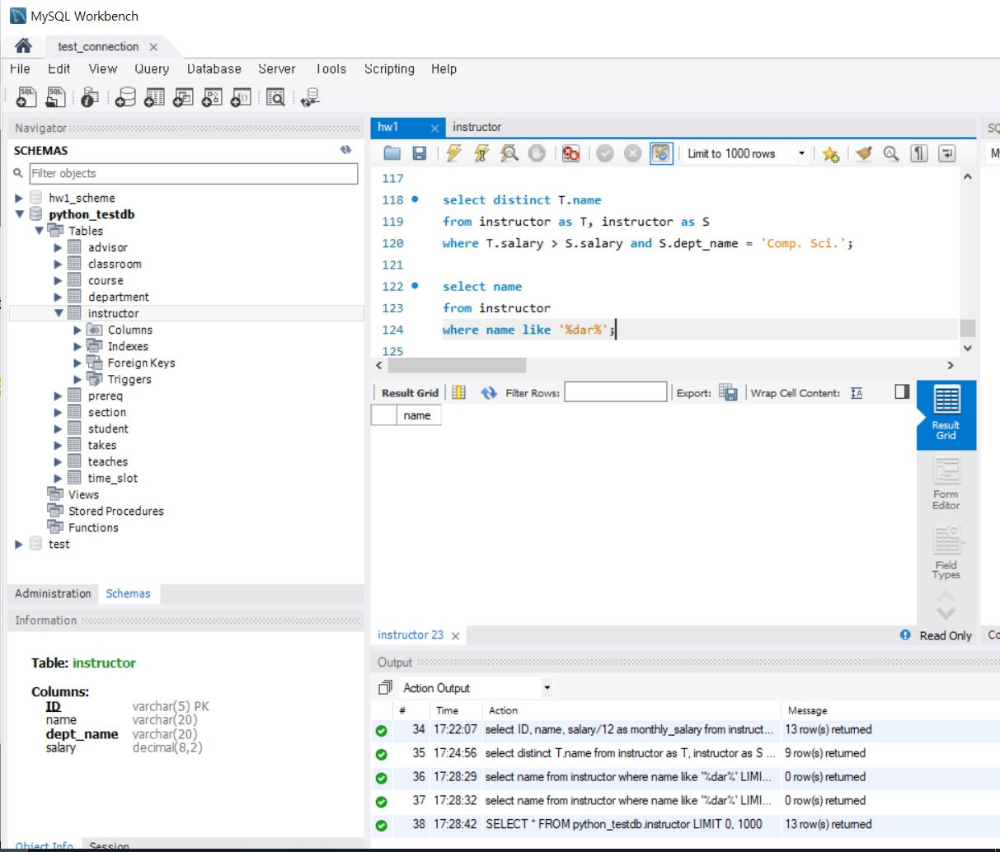 MySQL Workbench
test_connection
File Edit View Query Database Server Tools Scripting Help
SQL SQL
Navigator
SCHEMAS
Filter objects
hw1_scheme
python_testdb
Tables
advisor
classroom
course
department
instructor
Columns
Indexes
Foreign Keys
Triggers
prereq
section
student
takes
teaches
time_slot
Views
Stored Procedures
Functions
test
Administration Schemas
Information
Table: instructor
Columns:
ID varchar(5) PK
name varchar(20)
dept_name varchar(20)
salary decimal(8,2)
Object Info Session
hw1 instructor
Limit to 1000 rows
117
118 select distinct T.name
119 from instructor as T, instructor as S
120 where T.salary > S.salary and S.dept_name = 'Comp. Sci.';
121
122 select name
123 from instructor
124 where name like '%dar%';
125
Result Grid Filter Rows: Export: Wrap Cell Content: IA
name
Result
Grid
Form
Editor
Field
Types
instructor 23 Read Only
Output
Action Output
# Time Action Message
34 17:22:07 select ID, name, salary/12 as monthly_salary from instruct... 13 row(s) returned
35 17:24:56 select distinct T.name from instructor as T, instructor as S ... 9 row(s) returned
36 17:28:29 select name from instructor where name like '%dar%' LIMI... 0 row(s) returned
37 17:28:32 select name from instructor where name like '%dar%' LIMI... 0 row(s) returned
38 17:28:42 SELECT * FROM python_testdb.instructor LIMIT 0, 1000 13 row(s) returned